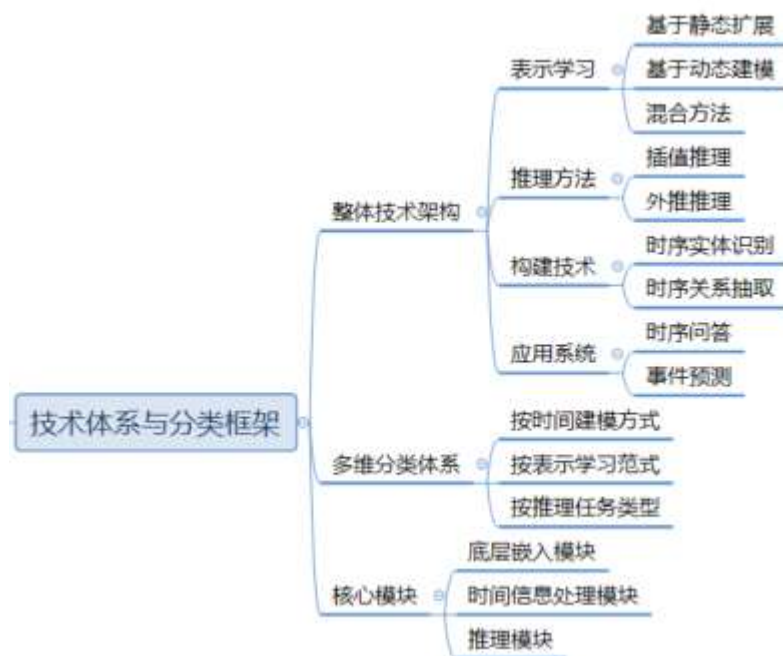 技术体系与分类框架
整体技术架构
表示学习
基于静态扩展
基于动态建模
混合方法
推理方法
插值推理
外推推理
构建技术
时序实体识别
时序关系抽取
应用系统
时序问答
事件预测
多维分类体系
按时间建模方式
按表示学习范式
按推理任务类型
核心模块
底层嵌入模块
时间信息处理模块
推理模块